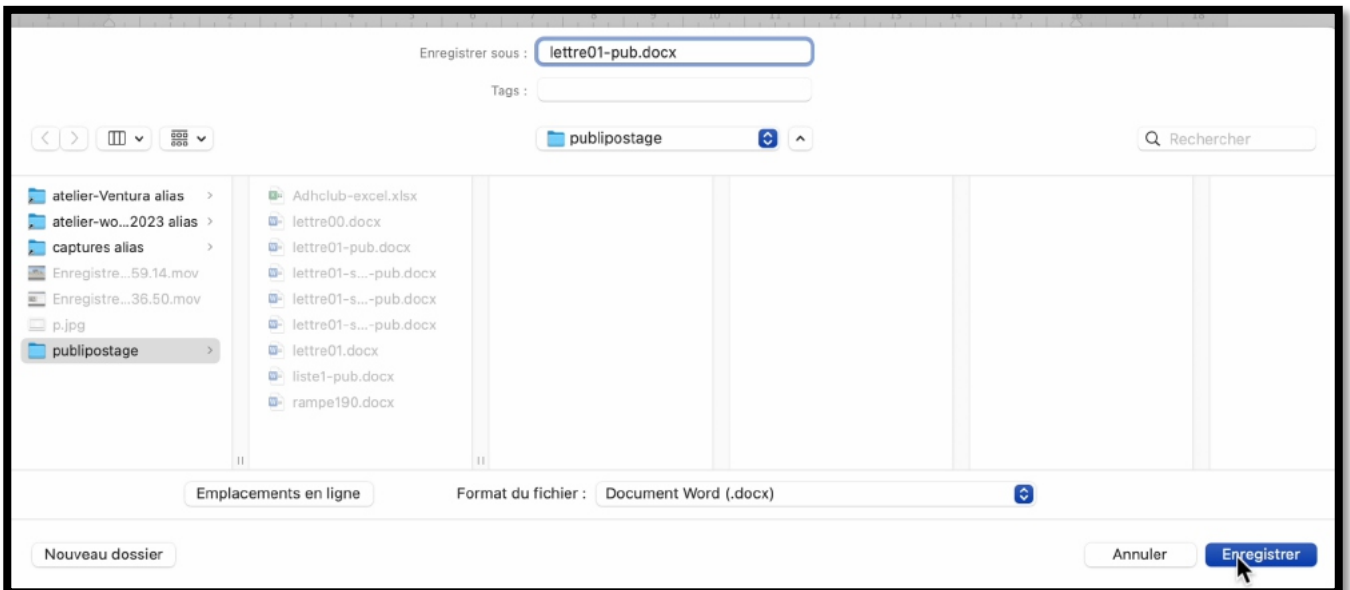 Enregistrer sous : lettre01-pub.docx
Tags :
publipostage
Rechercher
atelier-Ventura alias
atelier-wo...2023 alias
captures alias
Enregistre...59.14.mov
Enregistre...36.50.mov
p.jpg
publipostage
Adhclub-excel.xlsx
lettre00.docx
lettre01-pub.docx
lettre01-s...-pub.docx
lettre01-s...-pub.docx
lettre01-s...-pub.docx
lettre01.docx
liste1-pub.docx
rampe190.docx
Emplacements en ligne
Format du fichier : Document Word (.docx)
Nouveau dossier
Annuler
Enregistrer